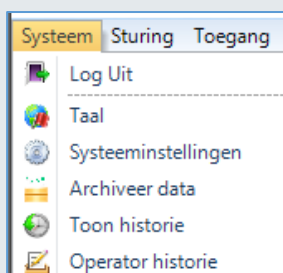 Systeem Sturing Toegang
Log Uit
Taal
Systeeminstellingen
Archiveer data
Toon historie
Operator historie